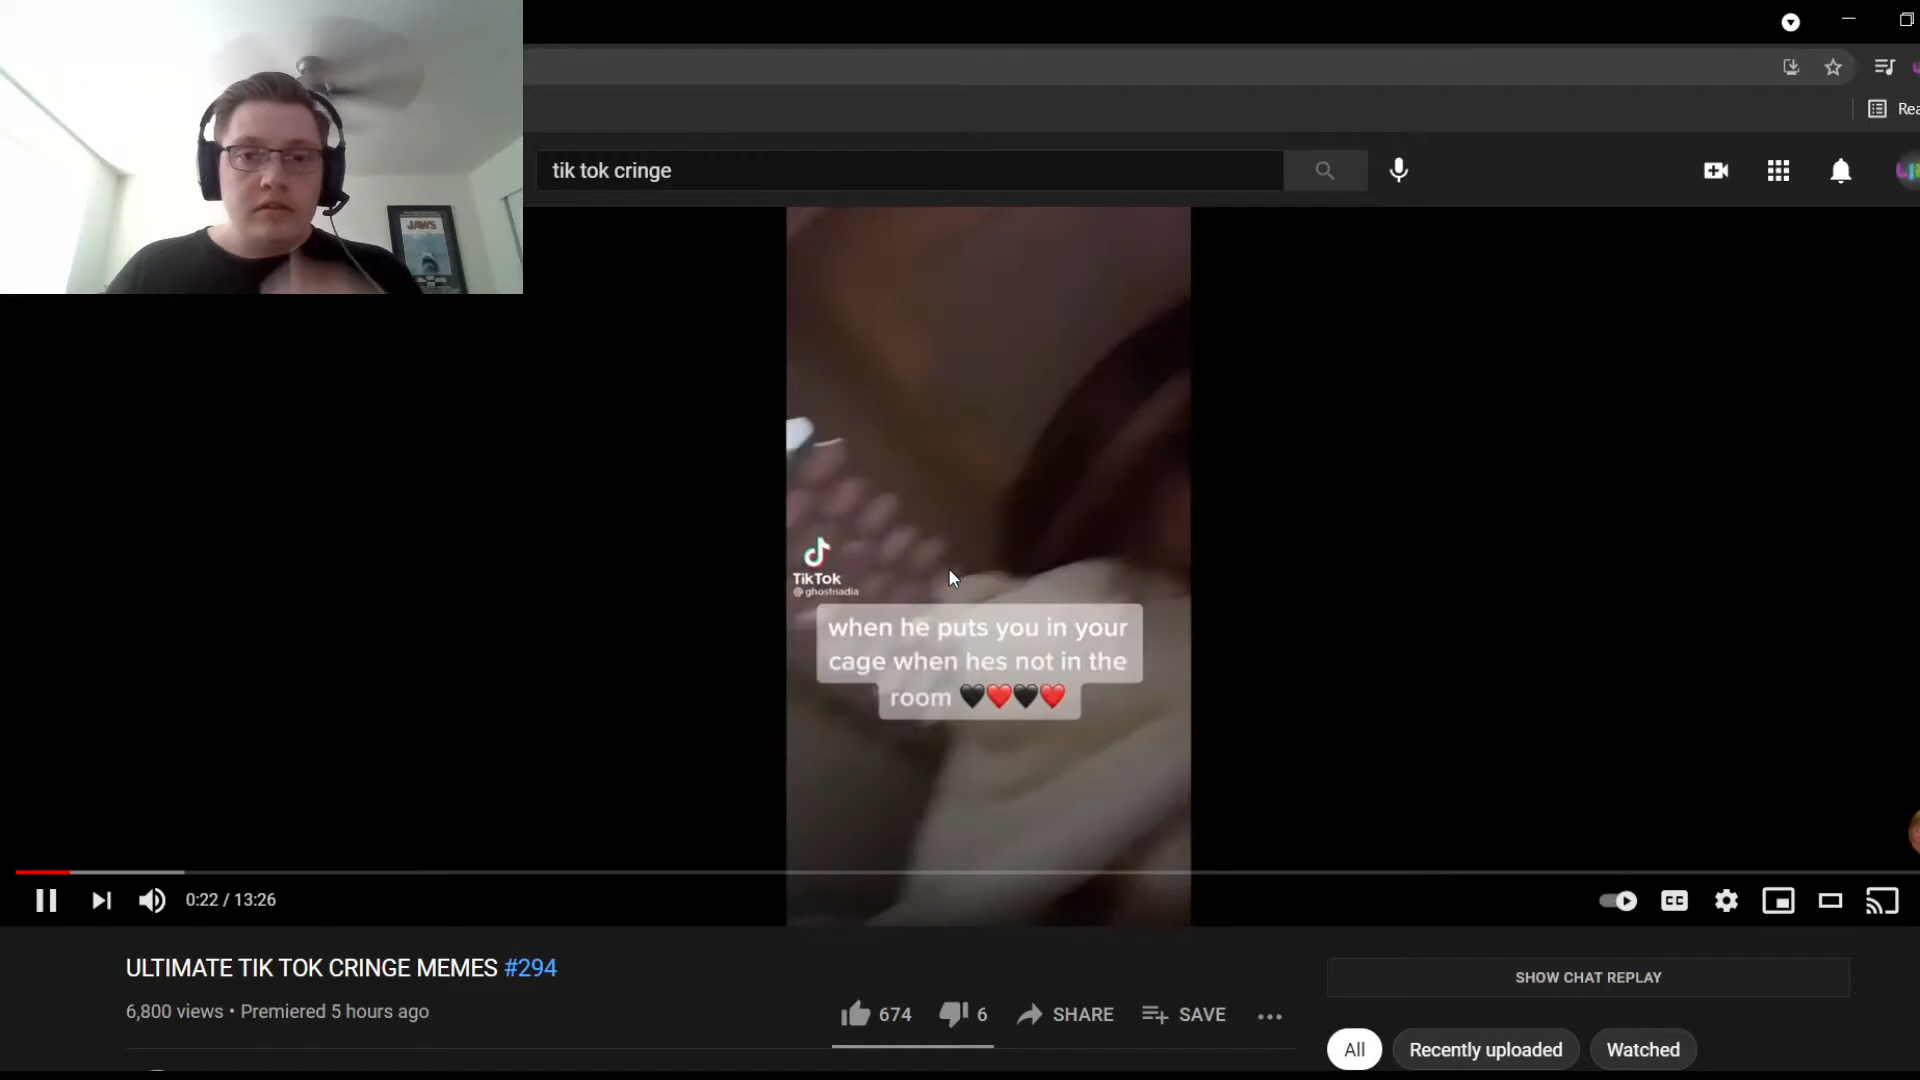 JAWS
Rea
tik tok cringe
TikTok
@ghostnadia
when he puts you in your
cage when hes not in the
room 🖤❤️🖤❤️
0:22 / 13:26
CC
ULTIMATE TIK TOK CRINGE MEMES #294
6,800 views • Premiered 5 hours ago
674
6
SHARE
SAVE
SHOW CHAT REPLAY
All
Recently uploaded
Watched